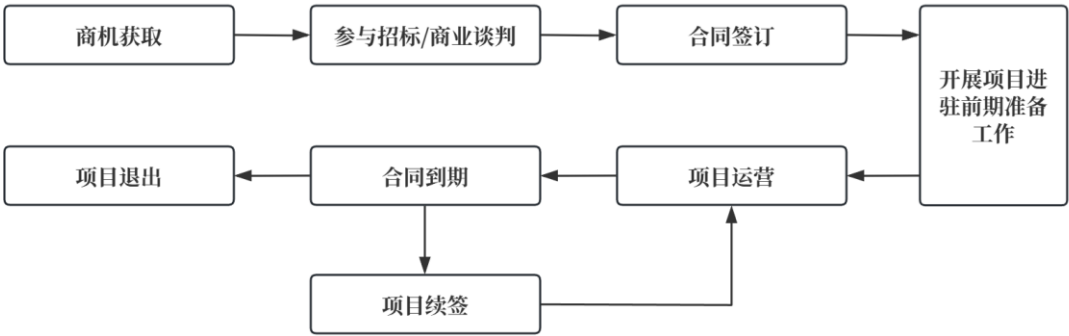 商机获取
参与招标/商业谈判
合同签订
开展项目进
驻前期准备
工作
项目退出
合同到期
项目运营
项目续签